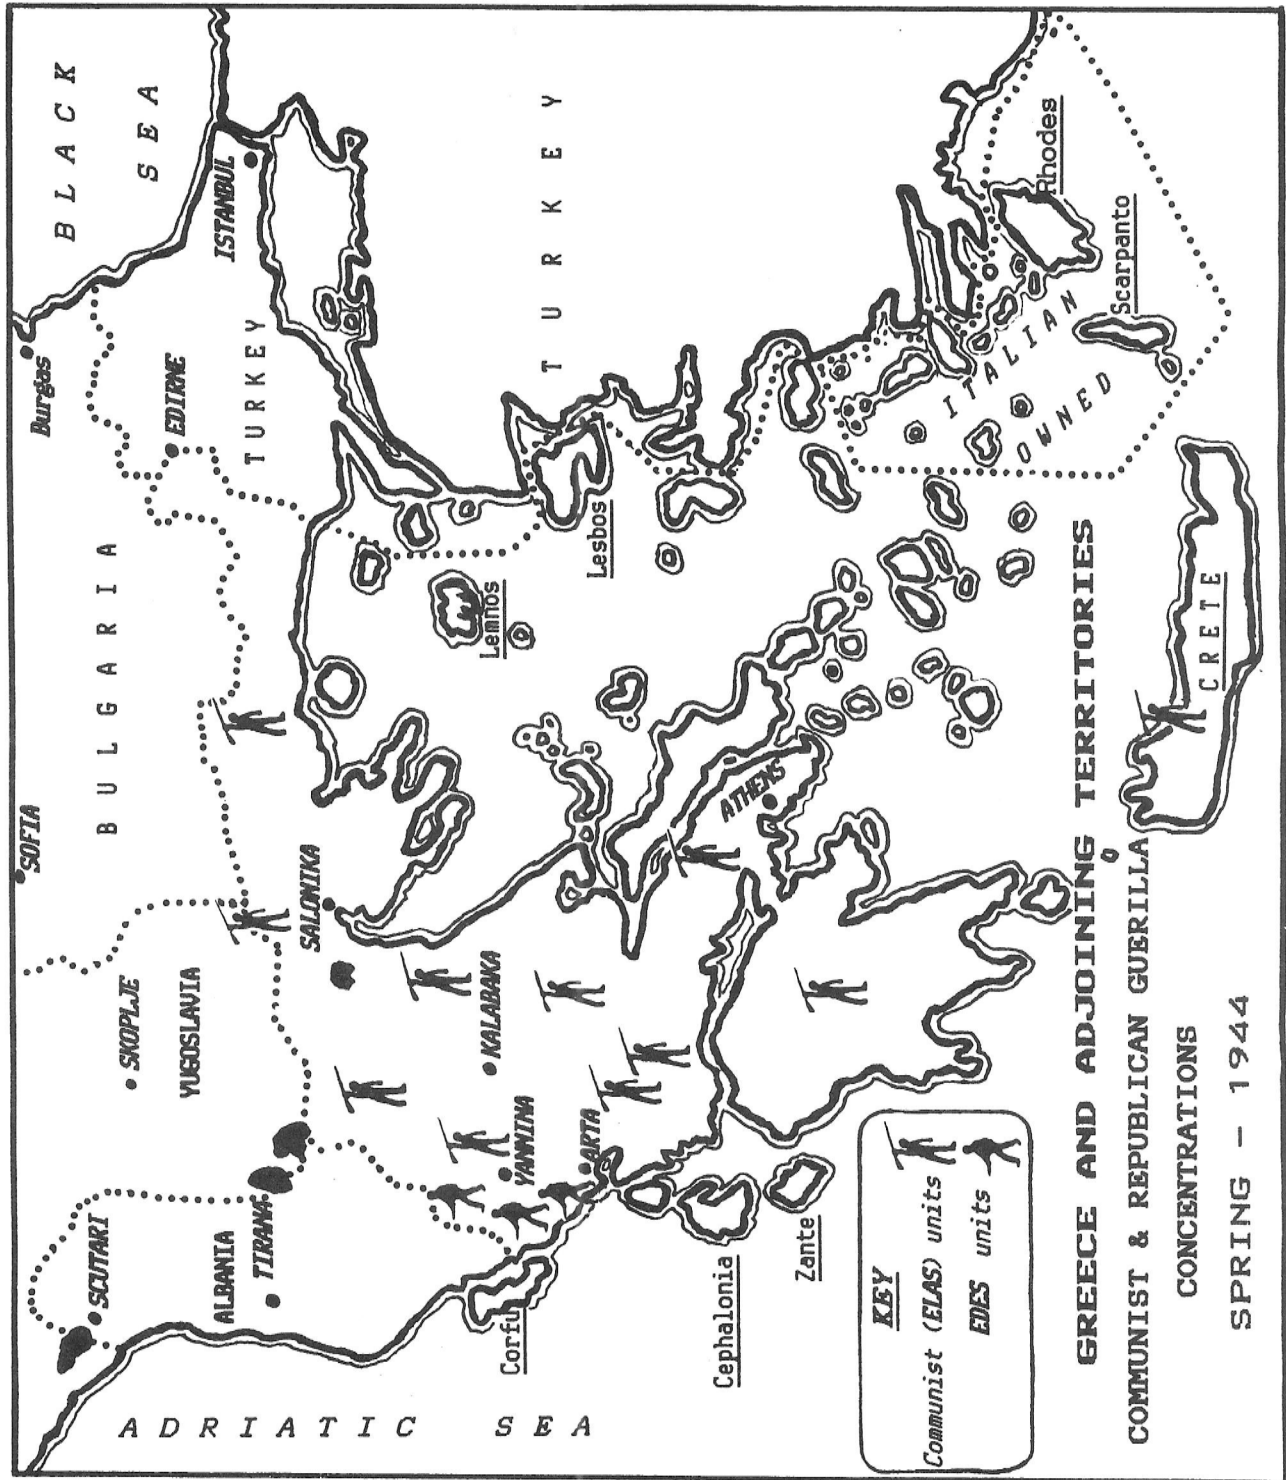 BLACK
SEA
Burgas
ISTANBUL
EDIRNE
TURKEY
TURKEY
BULGARIA
SOFIA
SKOPLJE
YUGOSLAVIA
SCUTARI
ALBANIA
TIRANA
SALONIKA
KALABAKA
YANNINA
ARTA
ATHENS
Lemnos
Lesbos
Corfu
Cephalonia
Zante
ADRIATIC SEA
Rhodes
Scarpanto
ITALIAN
OWNED
CRETE
KEY
Communist (ELAS) units
EDES units
GREECE AND ADJOINING TERRITORIES
COMMUNIST & REPUBLICAN GUERILLA
CONCENTRATIONS
SPRING - 1944